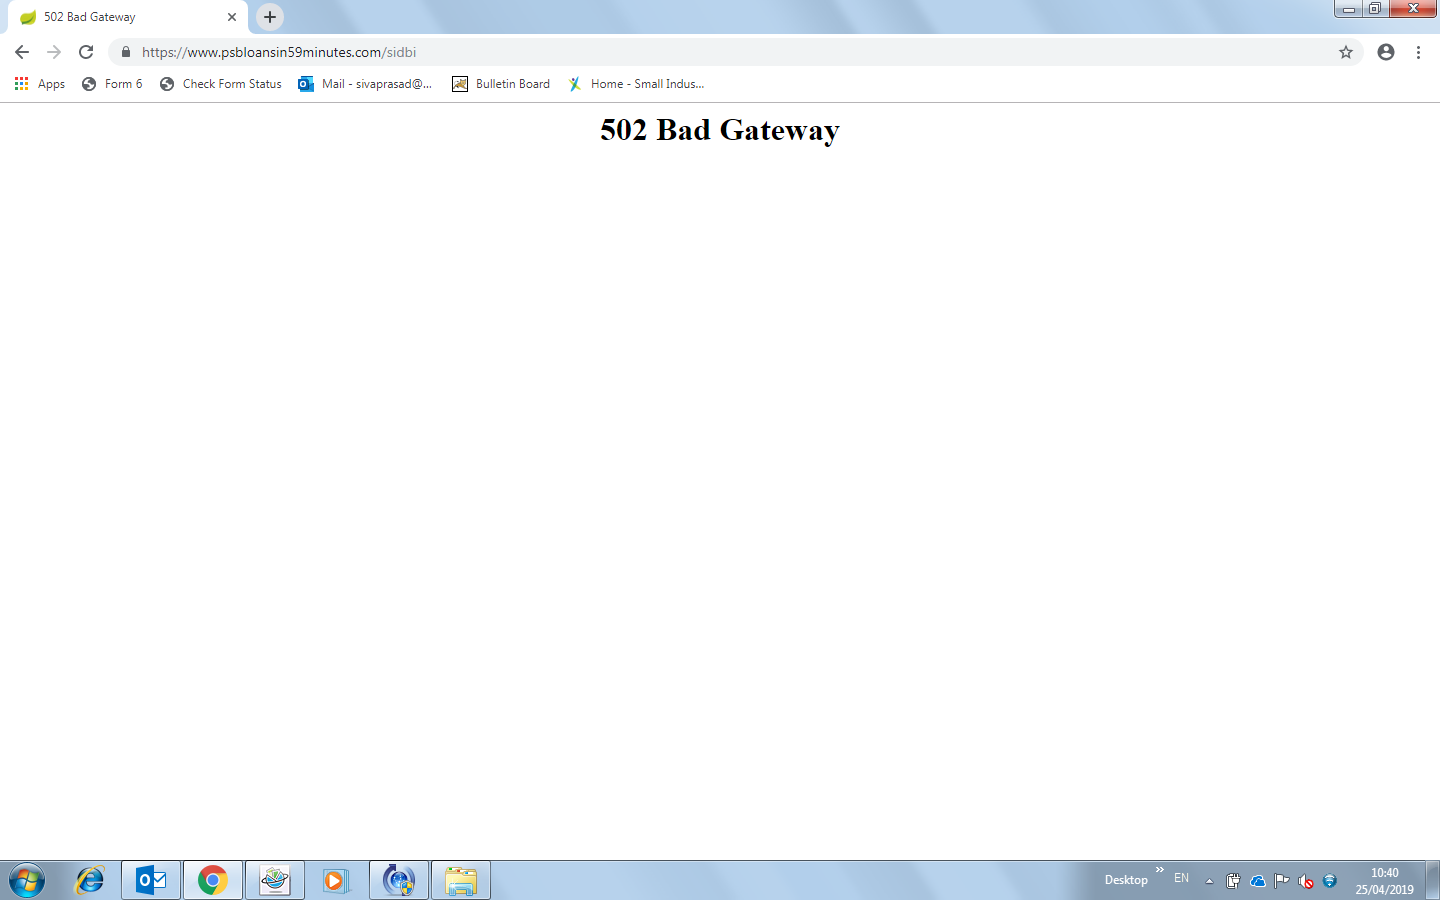 502 Bad Gateway
https://www.psbloansin59minutes.com/sidbi
Apps Form 6 Check Form Status Mail - sivaprasad@... Bulletin Board Home - Small Indus...
502 Bad Gateway
Desktop EN 10:40
25/04/2019